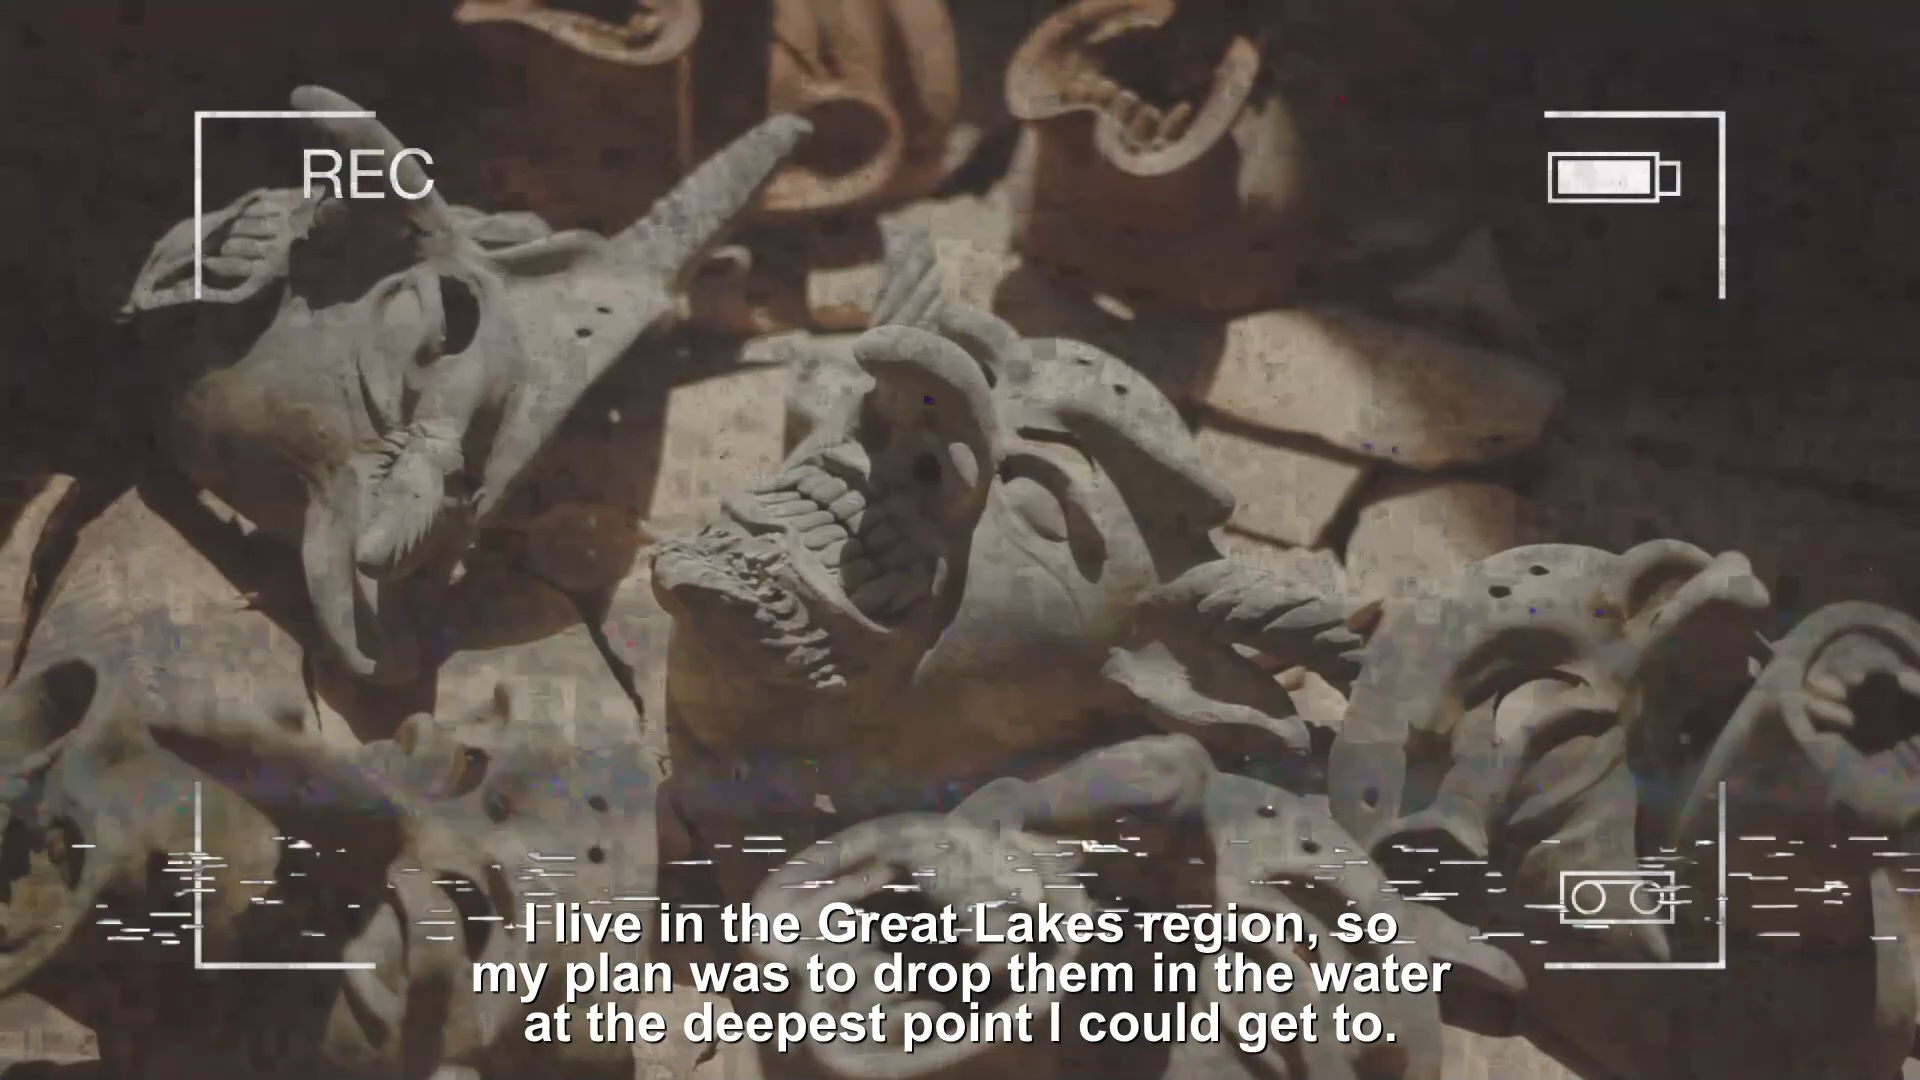 REC
I live in the Great Lakes region, so
my plan was to drop them in the water
at the deepest point I could get to.